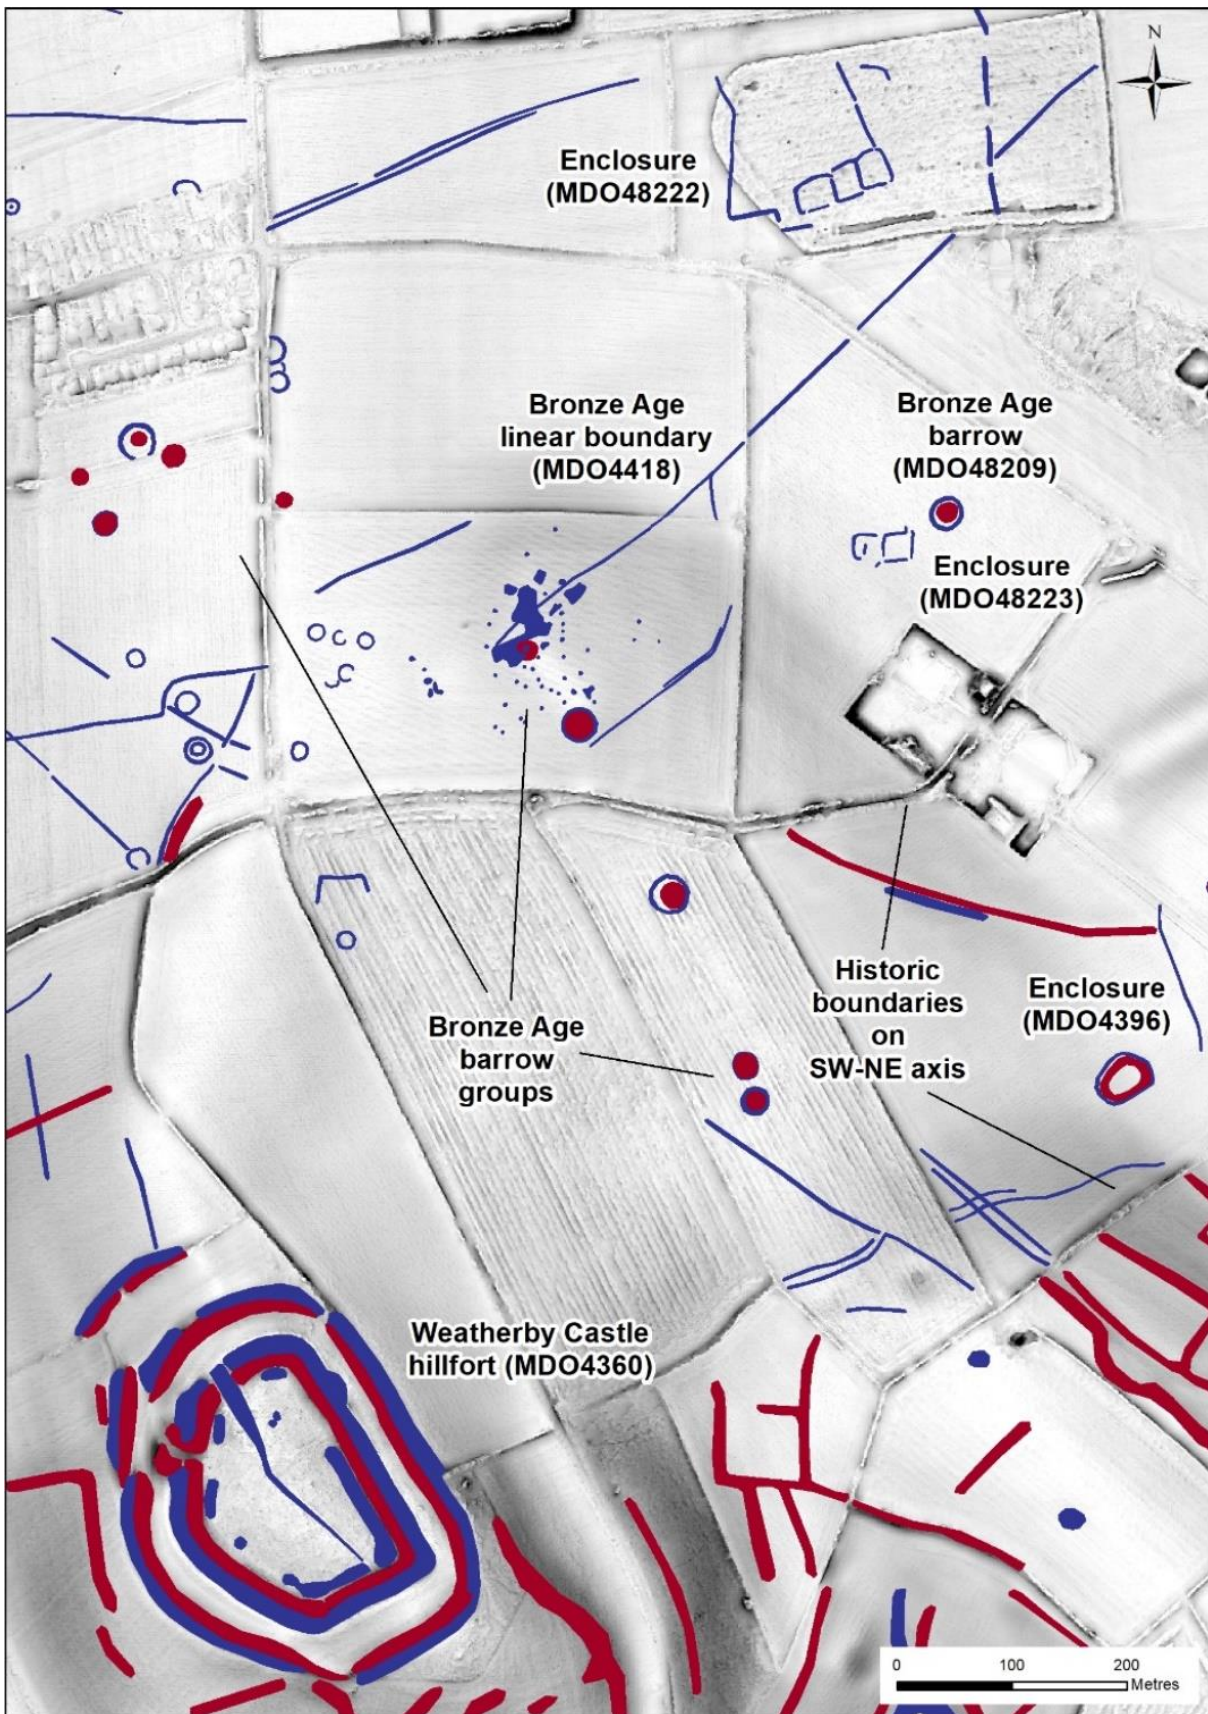 N
Enclosure
(MDO48222)
Bronze Age
linear boundary
(MDO4418)
Bronze Age
barrow
(MDO48209)
Enclosure
(MDO48223)
Historic
boundaries
on
SW-NE axis
Enclosure
(MDO4396)
Bronze Age
barrow
groups
Weatherby Castle
hillfort (MDO4360)
0 100 200
Metres